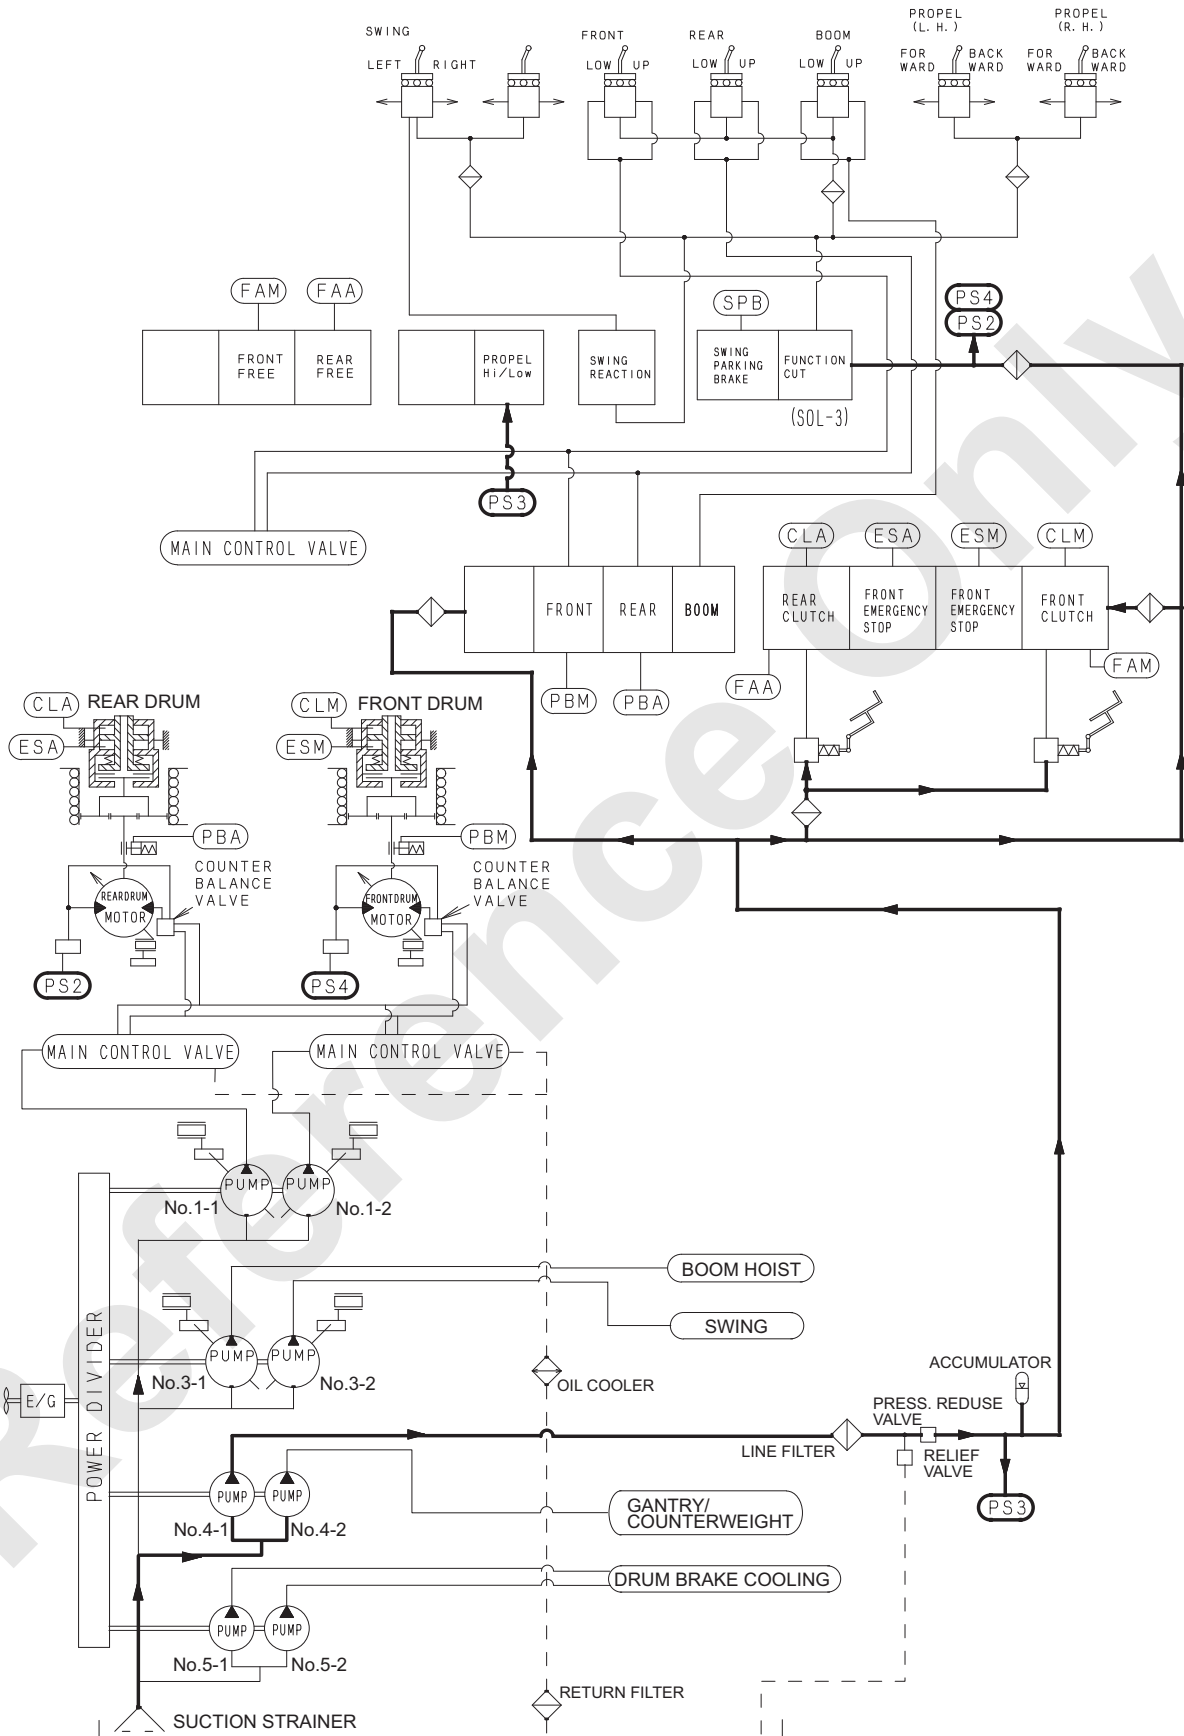 PROPEL
(L. H.)
PROPEL
(R. H.)
SWING
FRONT
REAR
BOOM
LEFT RIGHT
LOW UP
LOW UP
LOW UP
FOR
WARD
BACK
WARD
FOR
WARD
BACK
WARD
FAM
FAA
SPB
PS4
PS2
FRONT
FREE
REAR
FREE
PROPEL
Hi/Low
SWING
REACTION
SWING
PARKING
BRAKE
FUNCTION
CUT
(SOL-3)
PS3
MAIN CONTROL VALVE
CLA
ESA
ESM
CLM
FRONT
REAR
BOOM
REAR
CLUTCH
FRONT
EMERGENCY
STOP
FRONT
EMERGENCY
STOP
FRONT
CLUTCH
PBM
PBA
FAA
FAM
CLA
REAR DRUM
ESA
CLM
FRONT DRUM
ESM
PBA
PBM
COUNTER
BALANCE
VALVE
COUNTER
BALANCE
VALVE
REARDRUM
MOTOR
FRONTDRUM
MOTOR
PS2
PS4
MAIN CONTROL VALVE
MAIN CONTROL VALVE
PUMP
PUMP
No.1-1
No.1-2
BOOM HOIST
SWING
PUMP
PUMP
No.3-1
No.3-2
OIL COOLER
E/G
POWER DIVIDER
ACCUMULATOR
PRESS. REDUSE
VALVE
LINE FILTER
RELIEF
VALVE
PS3
PUMP
PUMP
No.4-1
No.4-2
GANTRY/
COUNTERWEIGHT
DRUM BRAKE COOLING
PUMP
PUMP
No.5-1
No.5-2
RETURN FILTER
SUCTION STRAINER
Reference Only